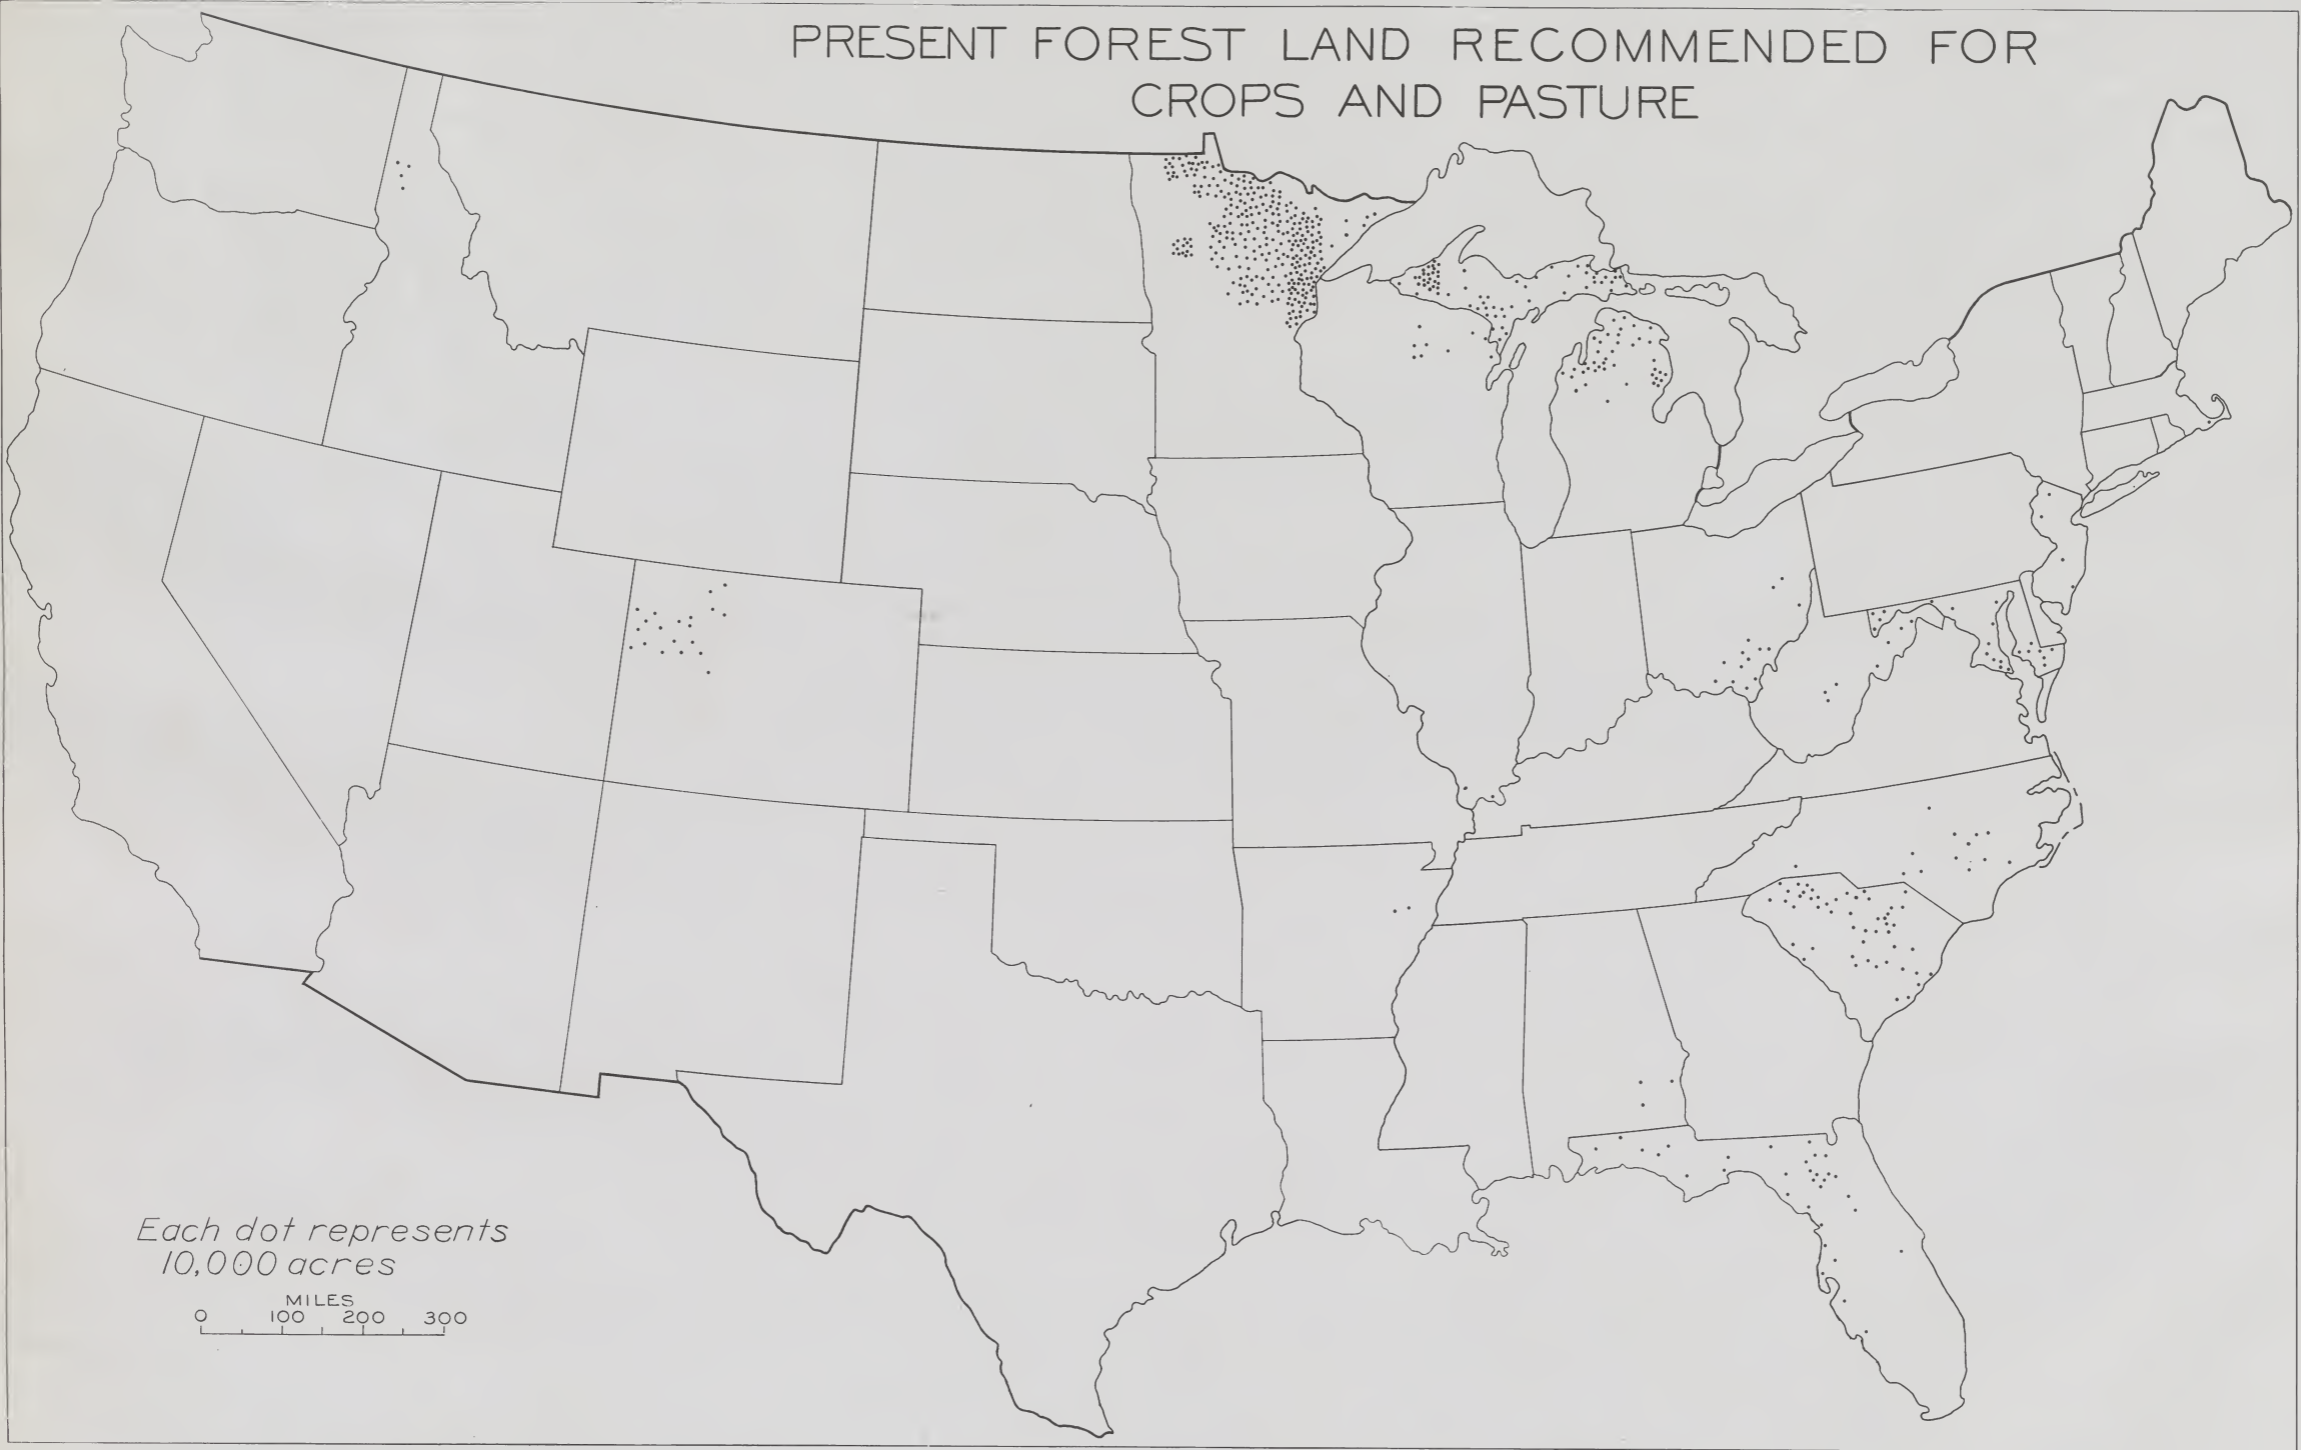 PRESENT FOREST LAND RECOMMENDED FOR
CROPS AND PASTURE
Each dot represents
10,000 acres
MILES
0 100 200 300